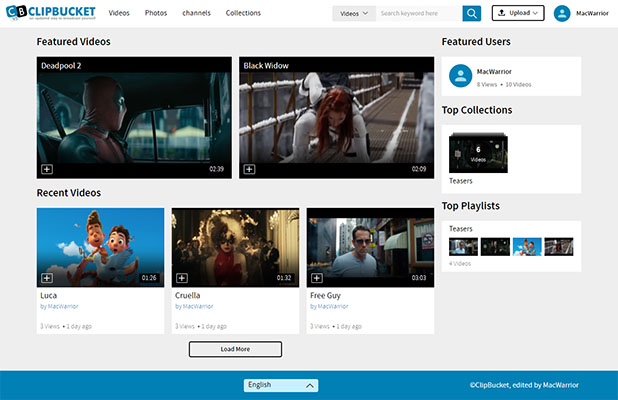 CB CLIPBUCKET
an updated way to broadcast yourself
Videos Photos channels Collections
Videos
Search keyword here
Upload
MacWarrior
Featured Videos
Deadpool 2
02:39
Black Widow
02:09
Recent Videos
01:26
Luca
by MacWarrior
3 Views • 1 day ago
01:32
Cruella
by MacWarrior
3 Views • 1 day ago
03:03
Free Guy
by MacWarrior
3 Views • 1 day ago
Load More
Featured Users
MacWarrior
8 Views • 10 Videos
Top Collections
6
Videos
Teasers
Top Playlists
Teasers
4 Videos
English
©ClipBucket, edited by MacWarrior